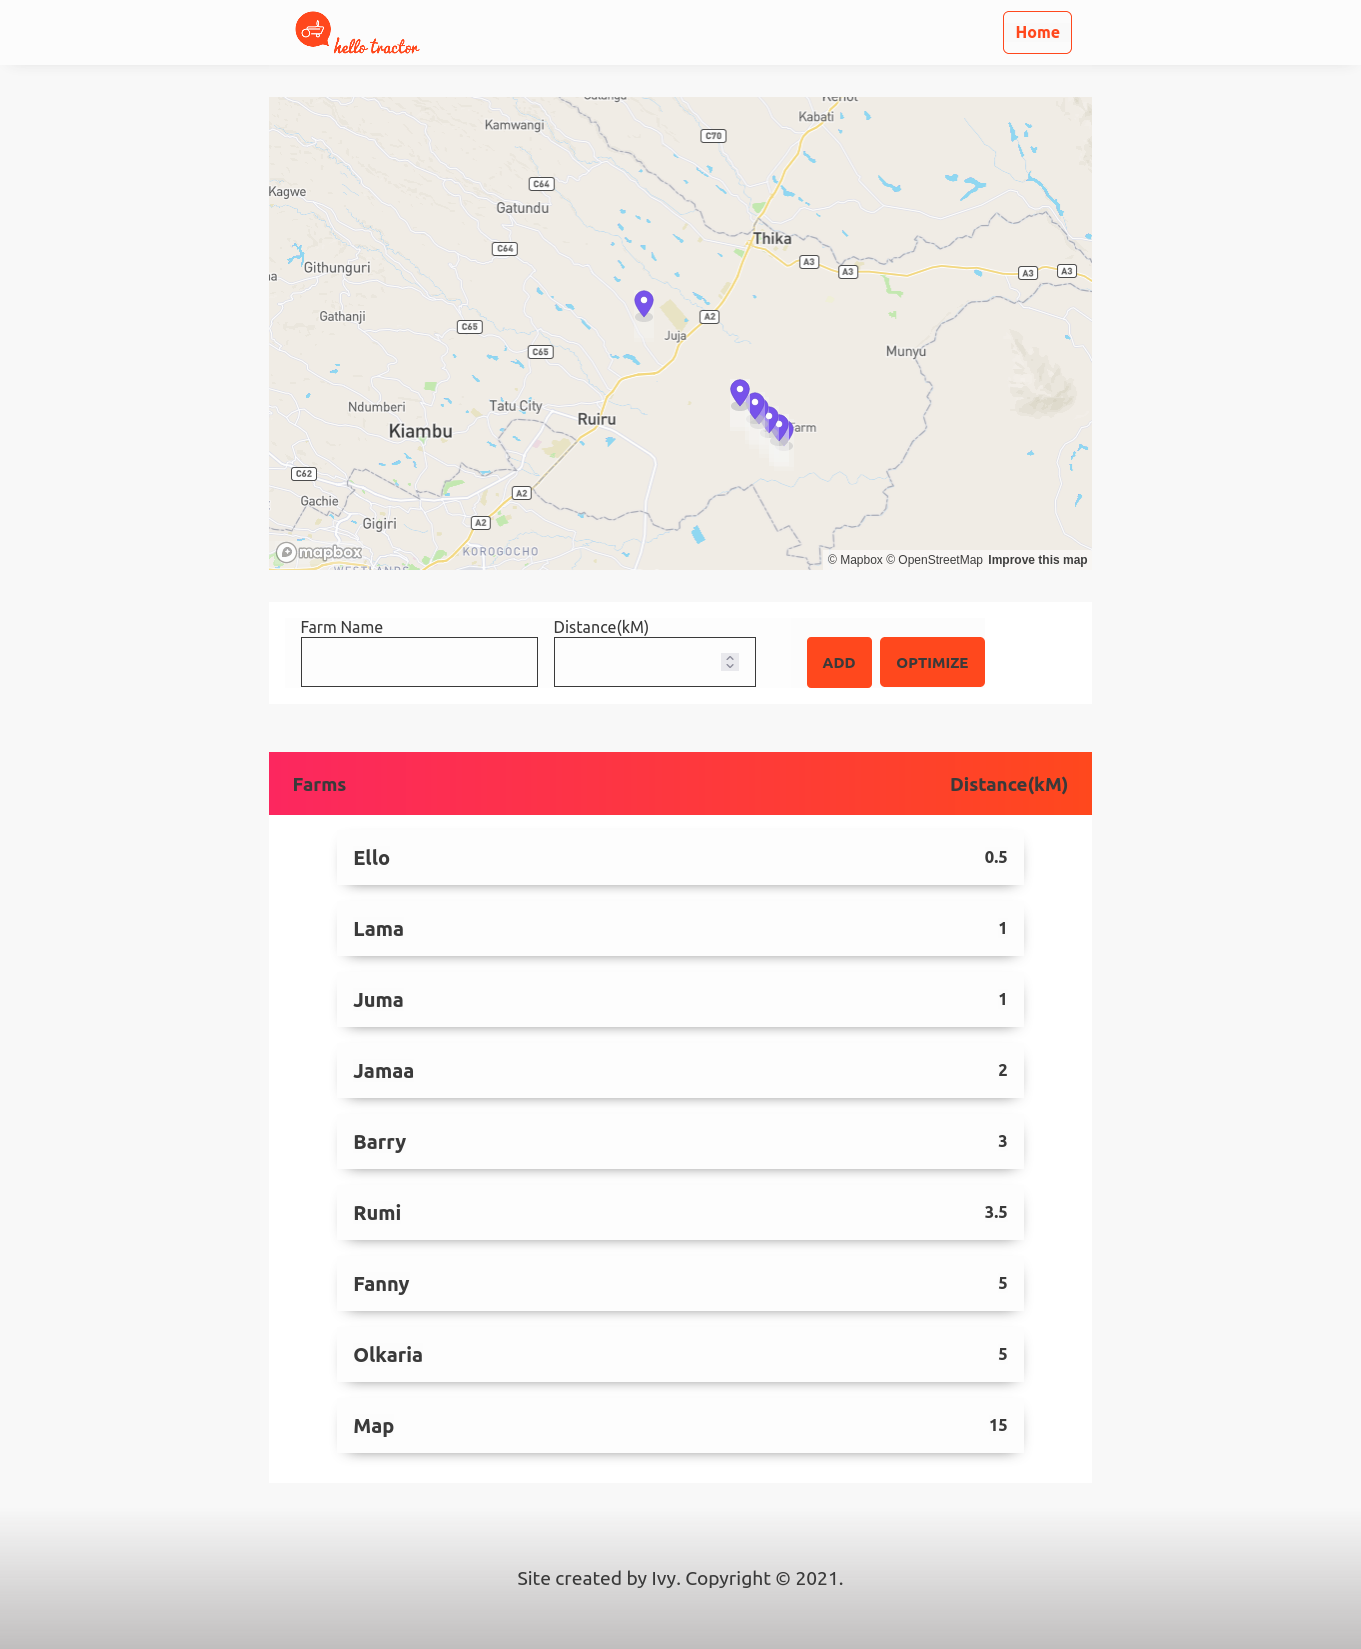 hello tractor
Home
Kenol
Kamwangi
Kabati
C70
C64
Kagwe
Gatundu
Thika
C64
A3
Githunguri
A3
A3
A3
Gathanji
A2
C65
Juja
C65
Munyu
Ndumberi
Tatu City
Ruiru
Farm
Kiambu
C62
Gachie
A2
Gigiri
A2
KOROGOCHO
mapbox
© Mapbox © OpenStreetMap Improve this map
WESTLANDS
Farm Name
Distance(kM)
ADD
OPTIMIZE
Farms
Distance(kM)
Ello
0.5
Lama
1
Juma
1
Jamaa
2
Barry
3
Rumi
3.5
Fanny
5
Olkaria
5
Map
15
Site created by Ivy. Copyright © 2021.